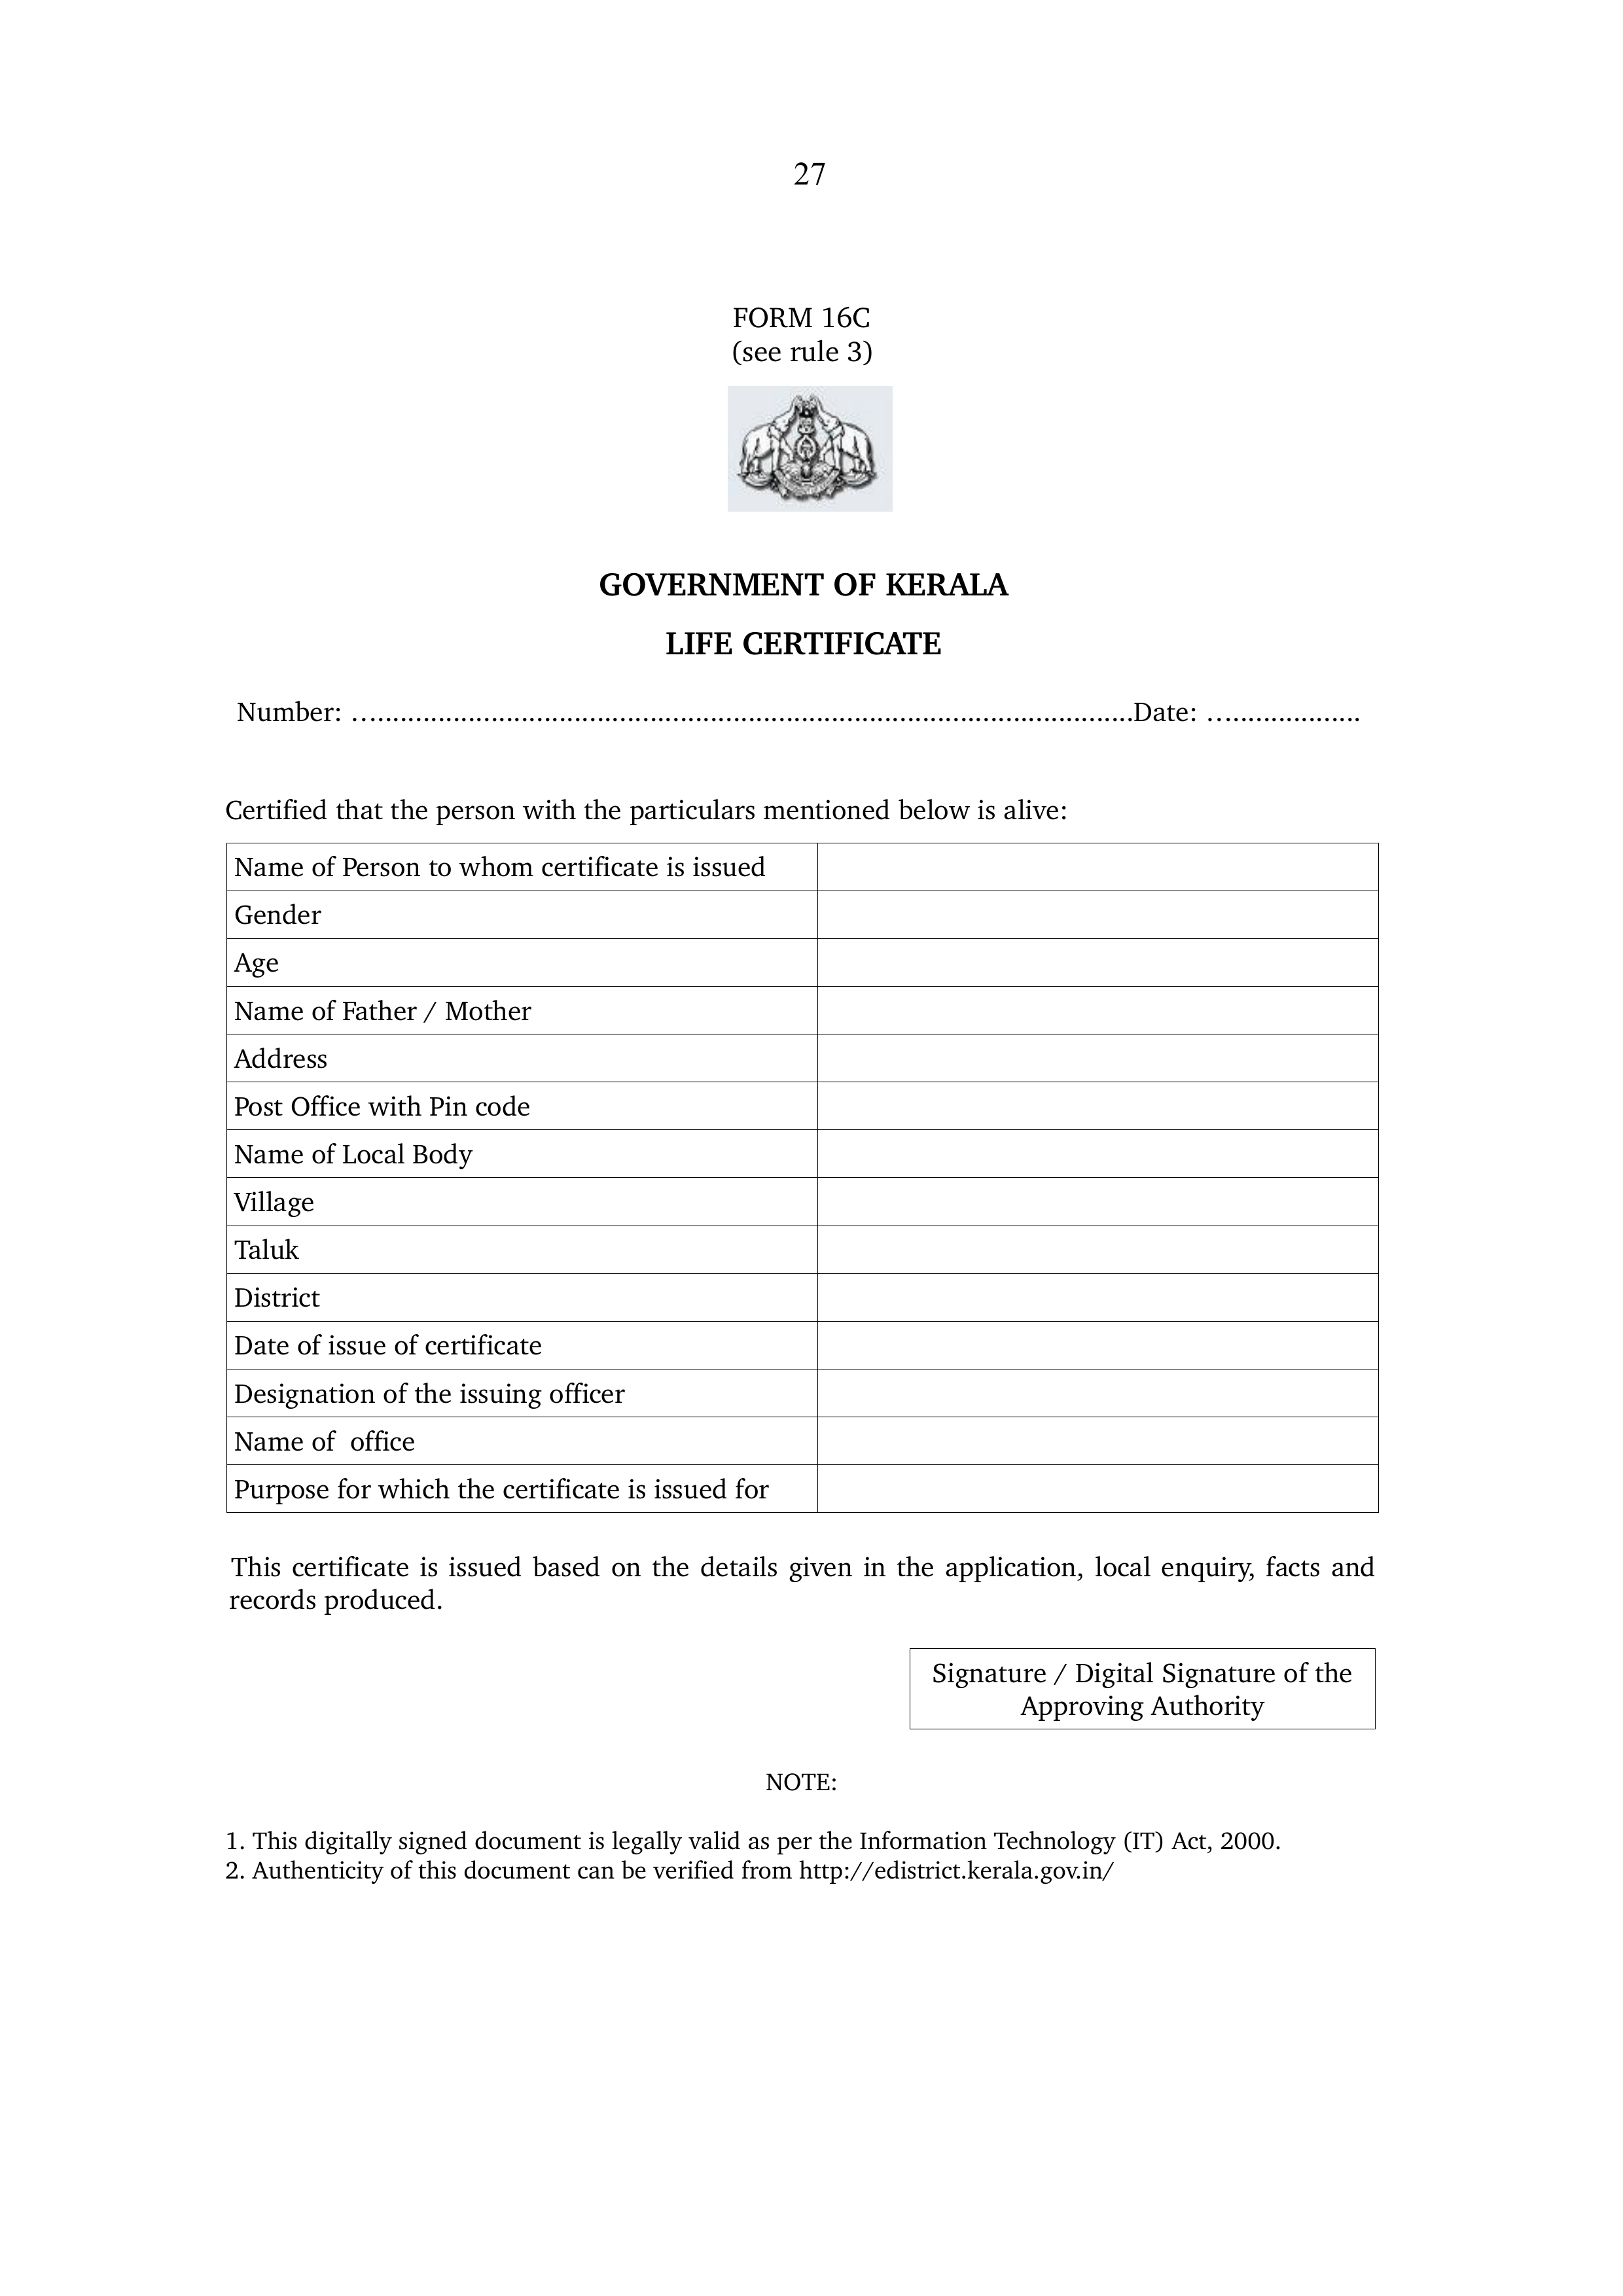 27
FORM 16C
(see rule 3)
GOVERNMENT OF KERALA
LIFE CERTIFICATE
Number: ….....................................................................................................Date: ….................
Certified that the person with the particulars mentioned below is alive:
Name of Person to whom certificate is issued
Gender
Age
Name of Father / Mother
Address
Post Office with Pin code
Name of Local Body
Village
Taluk
District
Date of issue of certificate
Designation of the issuing officer
Name of  office
Purpose for which the certificate is issued for
This certificate is issued based on the details given in the application, local enquiry, facts and
records produced.
Signature / Digital Signature of the
Approving Authority
NOTE:
1. This digitally signed document is legally valid as per the Information Technology (IT) Act, 2000.
2. Authenticity of this document can be verified from http://edistrict.kerala.gov.in/